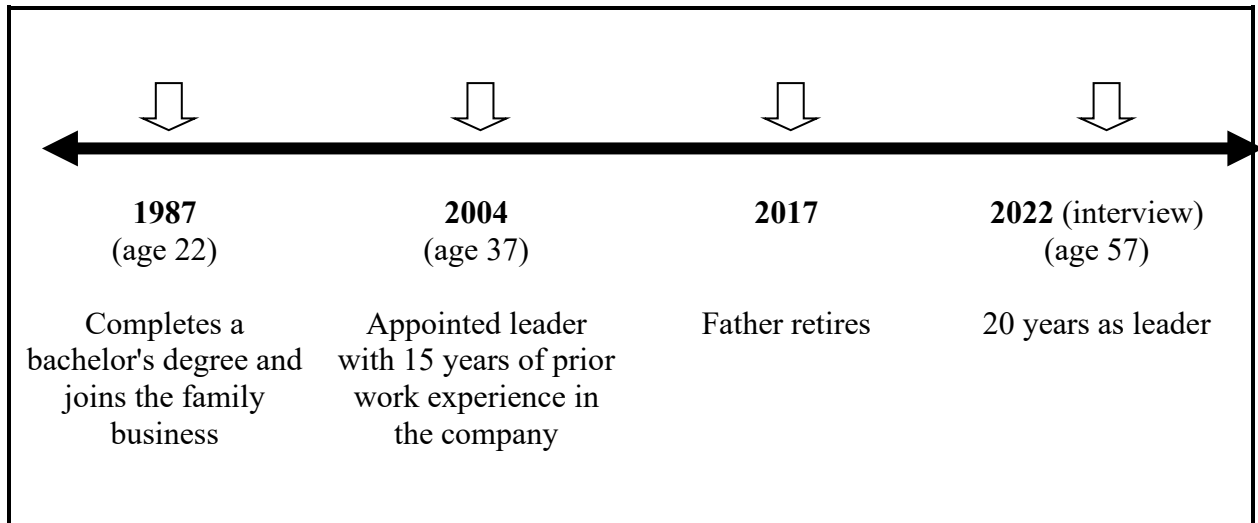 1987
(age 22)
Completes a
bachelor's degree and
joins the family
business
2004
(age 37)
Appointed leader
with 15 years of prior
work experience in
the company
2017
Father retires
2022 (interview)
(age 57)
20 years as leader